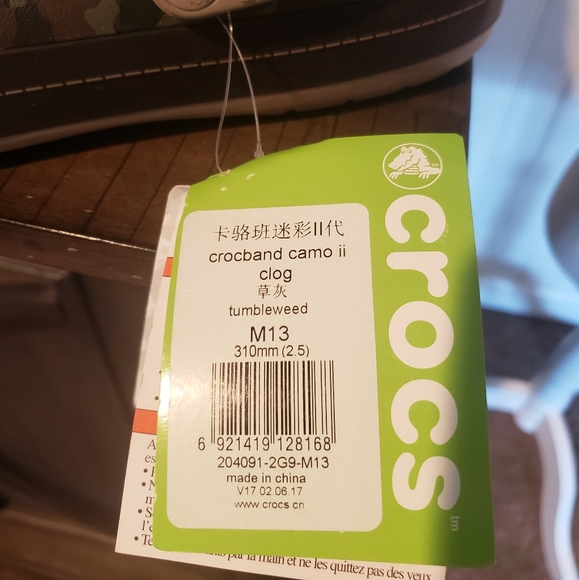 卡骆班迷彩II代
crocband camo ii
clog
草灰
tumbleweed
M13
310mm (2.5)
6 921419 128168
204091-2G9-M13
made in china
V17.02.06.17
www.crocs.cn
crocs tm
par la main et ne les quittez pas des yeux